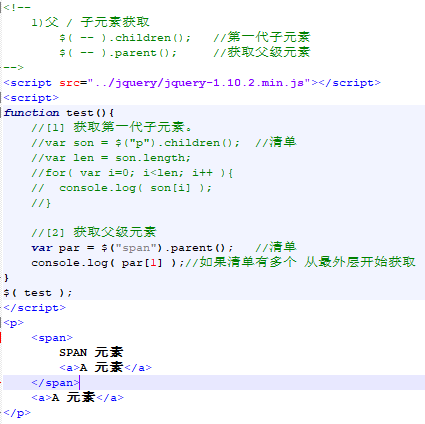 <!--
1)父 / 子元素获取
$( -- ).children();   //第一代子元素
$( -- ).parent();     //获取父级元素
-->
<script src="../jquery/jquery-1.10.2.min.js"></script>
<script>
function test(){
//[1] 获取第一代子元素。
//var son = $("p").children();  //清单
//var len = son.length;
//for( var i=0; i<len; i++ ){
//  console.log( son[i] );
//}
//[2] 获取父级元素
var par = $("span").parent();   //清单
console.log( par[1] );//如果清单有多个 从最外层开始获取
}
$( test );
</script>
<p>
<span>
SPAN 元素
<a>A 元素</a>
</span>
<a>A 元素</a>
</p>